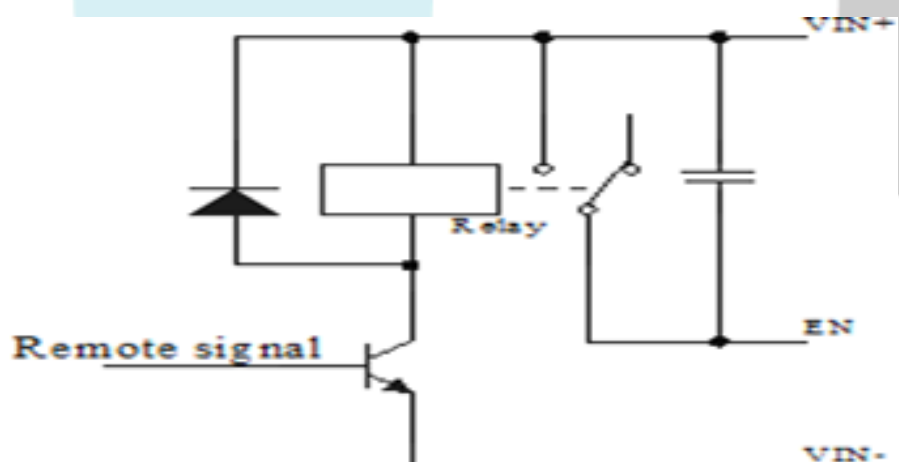 VIN+
Relay
EN
Remote signal
VIN-